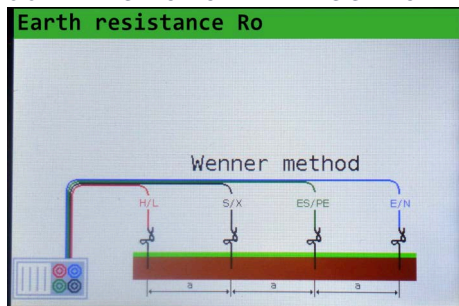 Earth resistance Ro
Wenner method
H/L S/X ES/PE E/N
a a a